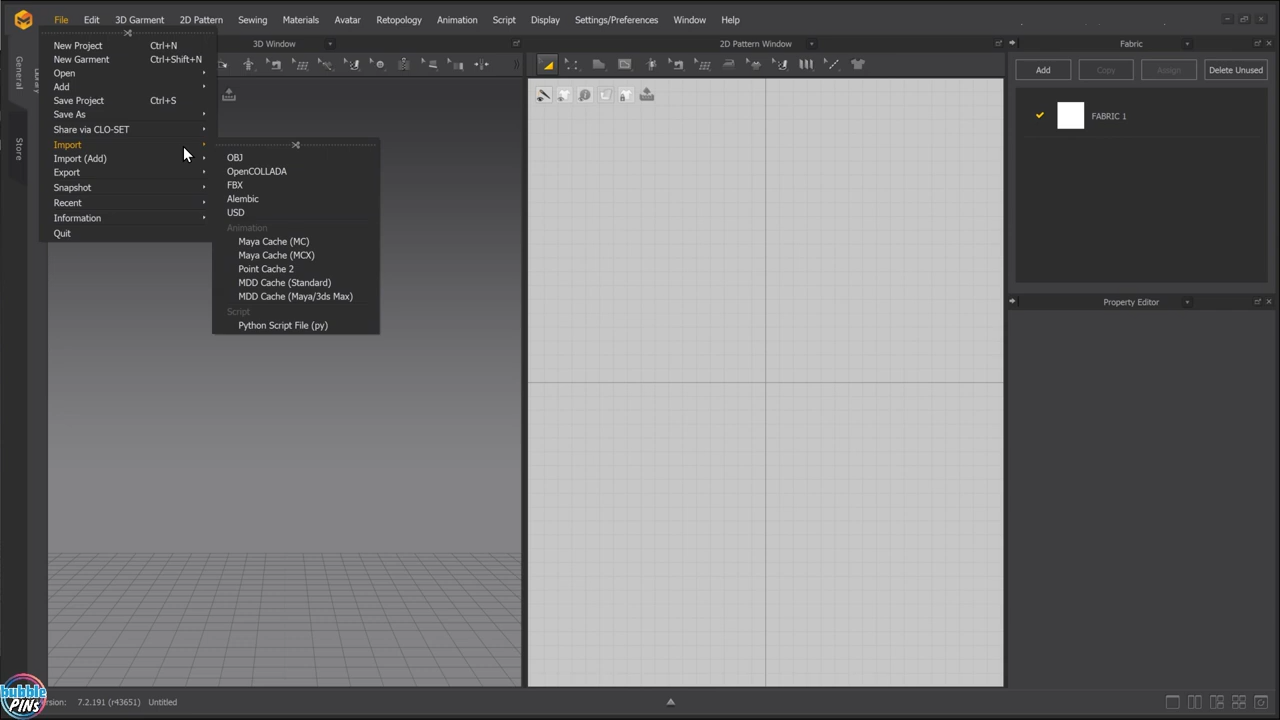 File Edit 3D Garment 2D Pattern Sewing Materials Avatar Retopology Animation Script Display Settings/Preferences Window Help
3D Window
2D Pattern Window
Fabric
General
Store
New Project Ctrl+N
New Garment Ctrl+Shift+N
Open
Add
Save Project Ctrl+S
Save As
Share via CLO-SET
Import
Import (Add)
Export
Snapshot
Recent
Information
Quit
OBJ
OpenCOLLADA
FBX
Alembic
USD
Animation
Maya Cache (MC)
Maya Cache (MCX)
Point Cache 2
MDD Cache (Standard)
MDD Cache (Maya/3ds Max)
Script
Python Script File (py)
Add Copy Assign Delete Unused
FABRIC 1
Property Editor
bubble
PINs
ersion: 7.2.191 (r43651) Untitled